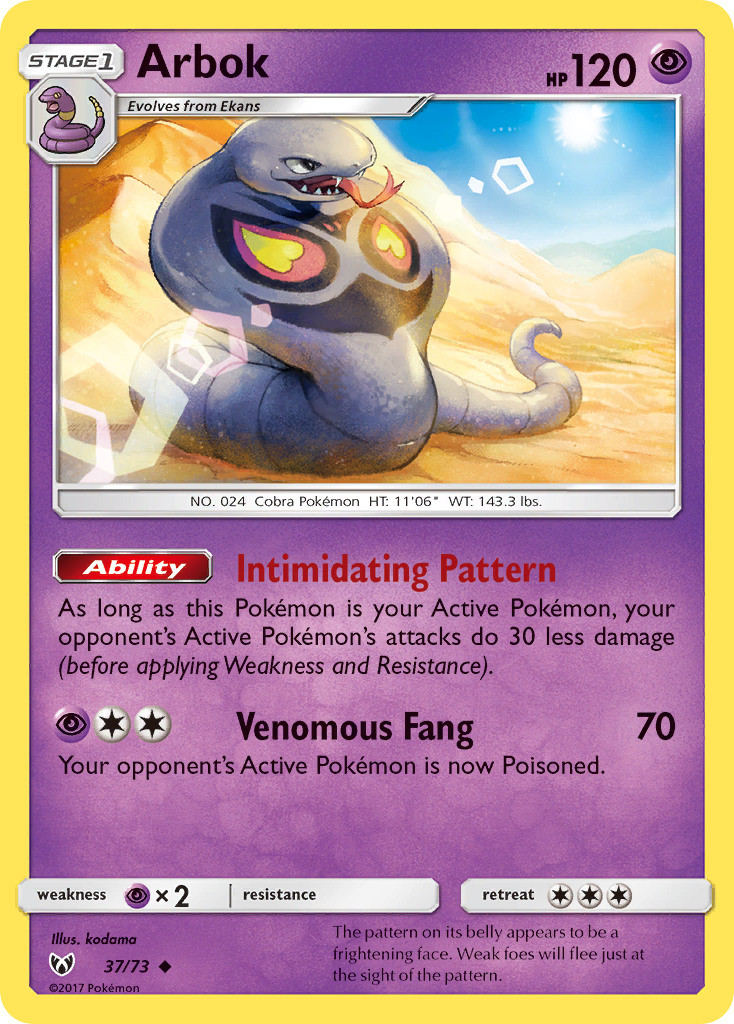 STAGE1
Arbok
HP 120
Evolves from Ekans
NO. 024 Cobra Pokémon HT: 11'06" WT: 143.3 lbs.
Ability Intimidating Pattern
As long as this Pokémon is your Active Pokémon, your
opponent's Active Pokémon's attacks do 30 less damage
(before applying Weakness and Resistance).
Venomous Fang 70
Your opponent's Active Pokémon is now Poisoned.
weakness ×2 resistance retreat
Illus. kodama
37/73
©2017 Pokémon
The pattern on its belly appears to be a
frightening face. Weak foes will flee just at
the sight of the pattern.